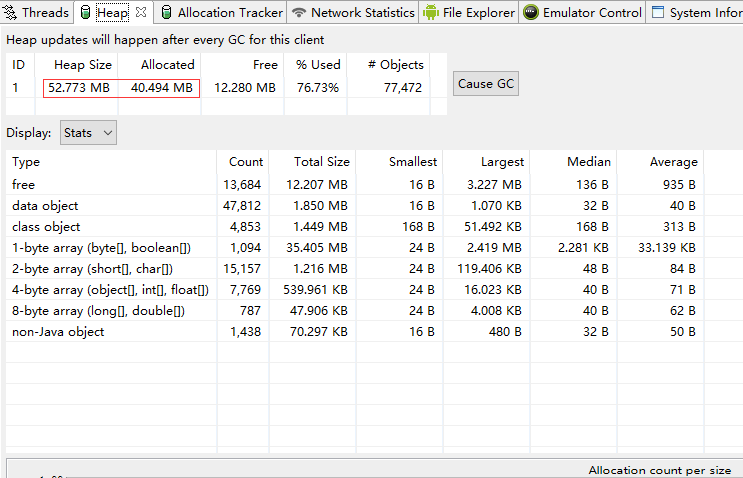 Threads Heap Allocation Tracker Network Statistics File Explorer Emulator Control System Infor
Heap updates will happen after every GC for this client
ID Heap Size Allocated Free % Used # Objects
1 52.773 MB 40.494 MB 12.280 MB 76.73% 77,472
Cause GC
Display: Stats
Type Count Total Size Smallest Largest Median Average
free 13,684 12.207 MB 16 B 3.227 MB 136 B 935 B
data object 47,812 1.850 MB 16 B 1.070 KB 32 B 40 B
class object 4,853 1.449 MB 168 B 51.492 KB 168 B 313 B
1-byte array (byte[], boolean[]) 1,094 35.405 MB 24 B 2.419 MB 2.281 KB 33.139 KB
2-byte array (short[], char[]) 15,157 1.216 MB 24 B 119.406 KB 48 B 84 B
4-byte array (object[], int[], float[]) 7,769 539.961 KB 24 B 16.023 KB 40 B 71 B
8-byte array (long[], double[]) 787 47.906 KB 24 B 4.008 KB 40 B 62 B
non-Java object 1,438 70.297 KB 16 B 480 B 32 B 50 B
Allocation count per size